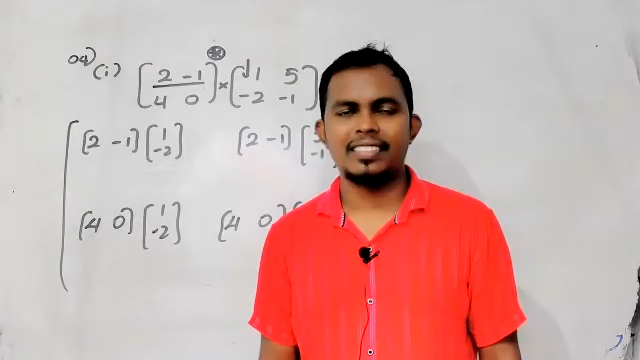 04) (i) [2 -1 × [1 5
4 0] -2 -1]
[2 -1] [1 [2 -1] [
-2] -1
[4 0] [1 [4 0] [
-2]